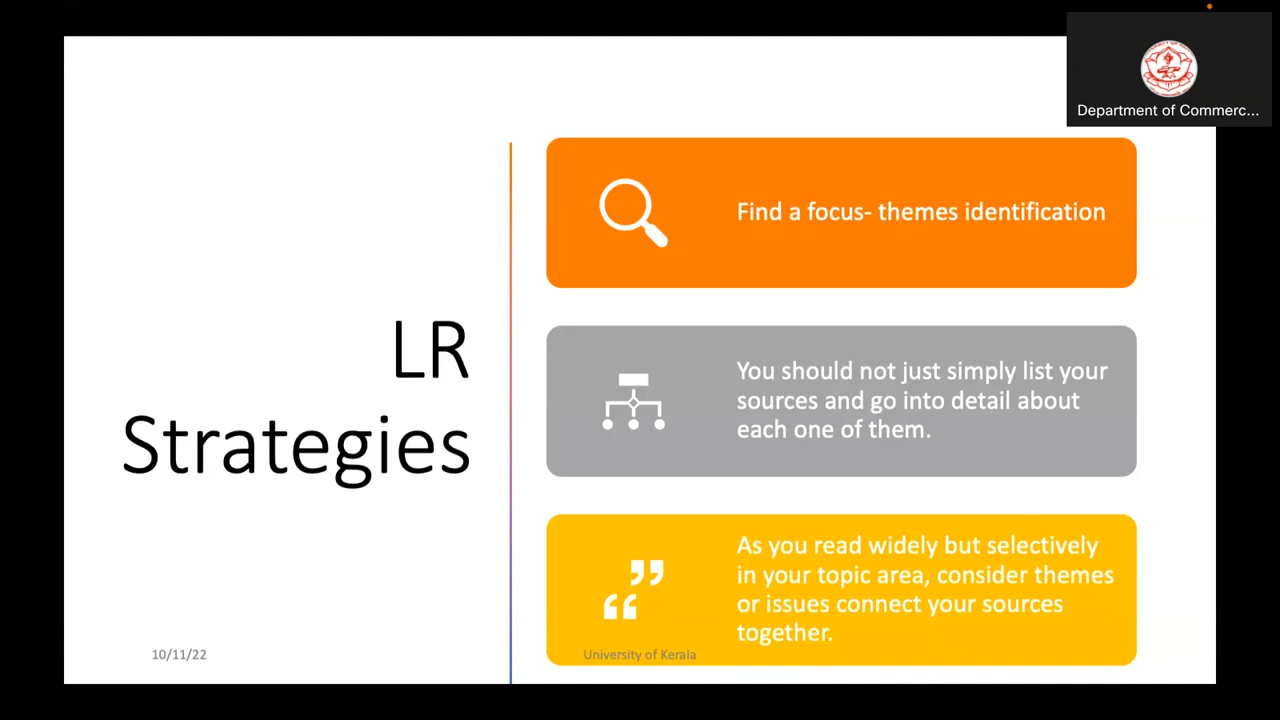 Department of Commerc...
LR
Strategies
Find a focus- themes identification
You should not just simply list your
sources and go into detail about
each one of them.
As you read widely but selectively
in your topic area, consider themes
or issues connect your sources
together.
10/11/22
University of Kerala